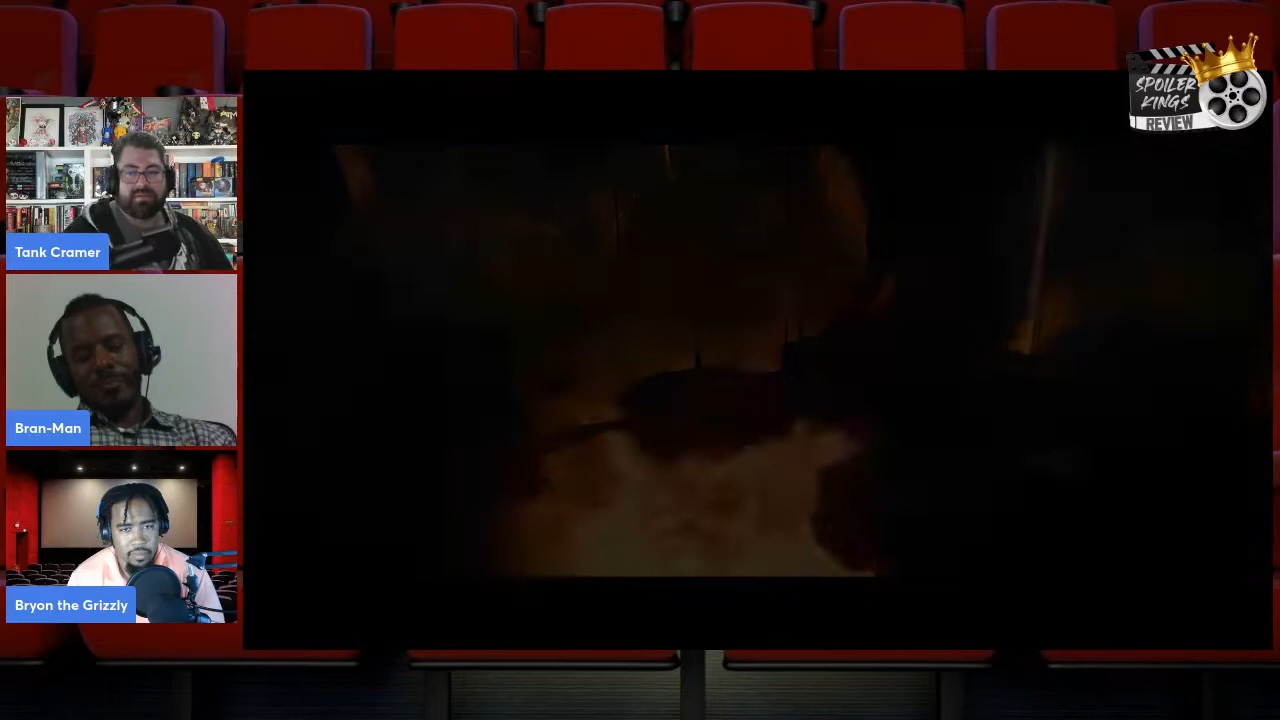 SPOILER
KINGS
REVIEW
Tank Cramer
Bran-Man
Bryon the Grizzly